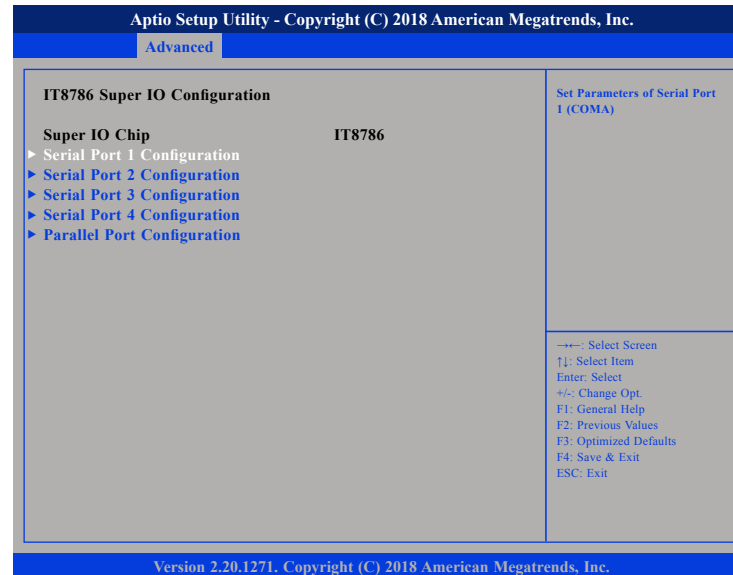 Aptio Setup Utility - Copyright (C) 2018 American Megatrends, Inc.
Advanced
IT8786 Super IO Configuration
Super IO Chip IT8786
► Serial Port 1 Configuration
► Serial Port 2 Configuration
► Serial Port 3 Configuration
► Serial Port 4 Configuration
► Parallel Port Configuration
Set Parameters of Serial Port
1 (COMA)
→←: Select Screen
↑↓: Select Item
Enter: Select
+/-: Change Opt.
F1: General Help
F2: Previous Values
F3: Optimized Defaults
F4: Save & Exit
ESC: Exit
Version 2.20.1271. Copyright (C) 2018 American Megatrends, Inc.